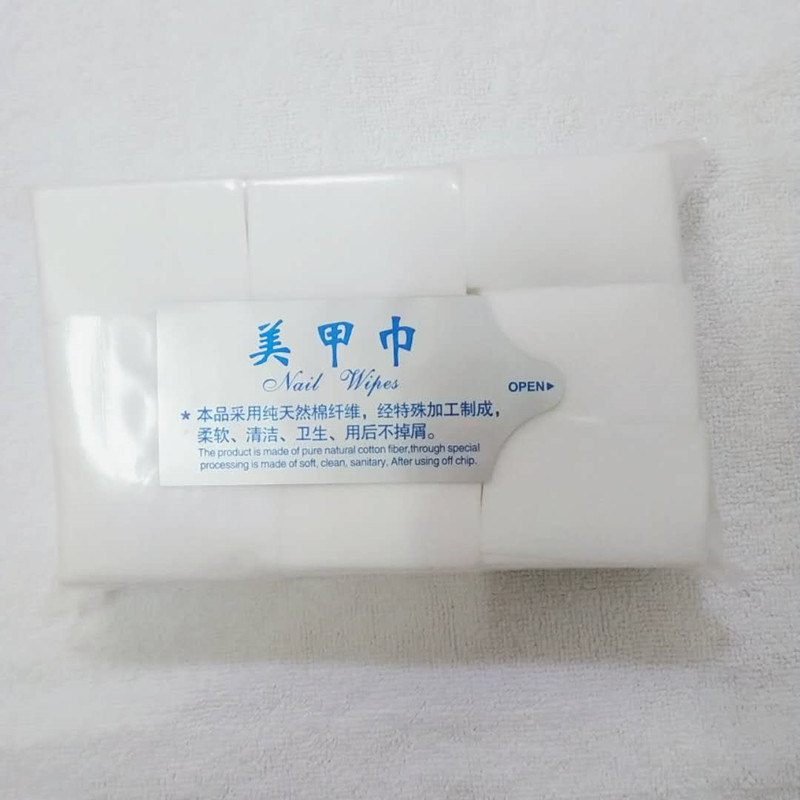 美甲巾
Nail Wipes
OPEN▶
* 本品采用纯天然棉纤维，经特殊加工制成，
柔软、清洁、卫生、用后不掉屑。
The product is made of pure natural cotton fiber,through special
processing is made of soft, clean, sanitary, After using off chip.